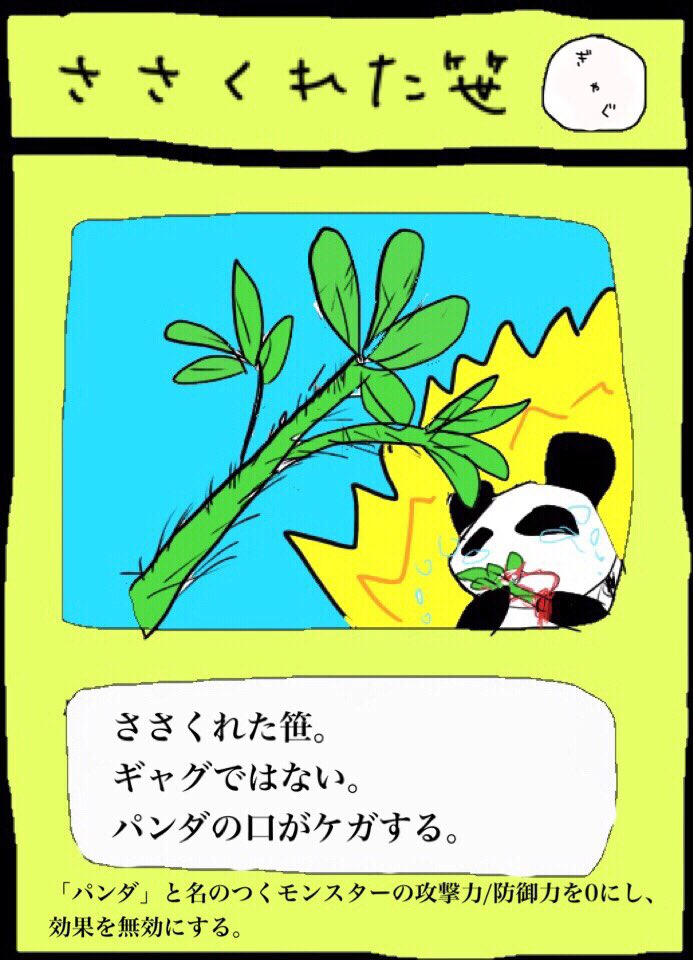 ささくれた笹
ぎゃぐ
ささくれた笹。
ギャグではない。
パンダの口がケガする。
「パンダ」と名のつくモンスターの攻撃力/防御力を0にし、
効果を無効にする。